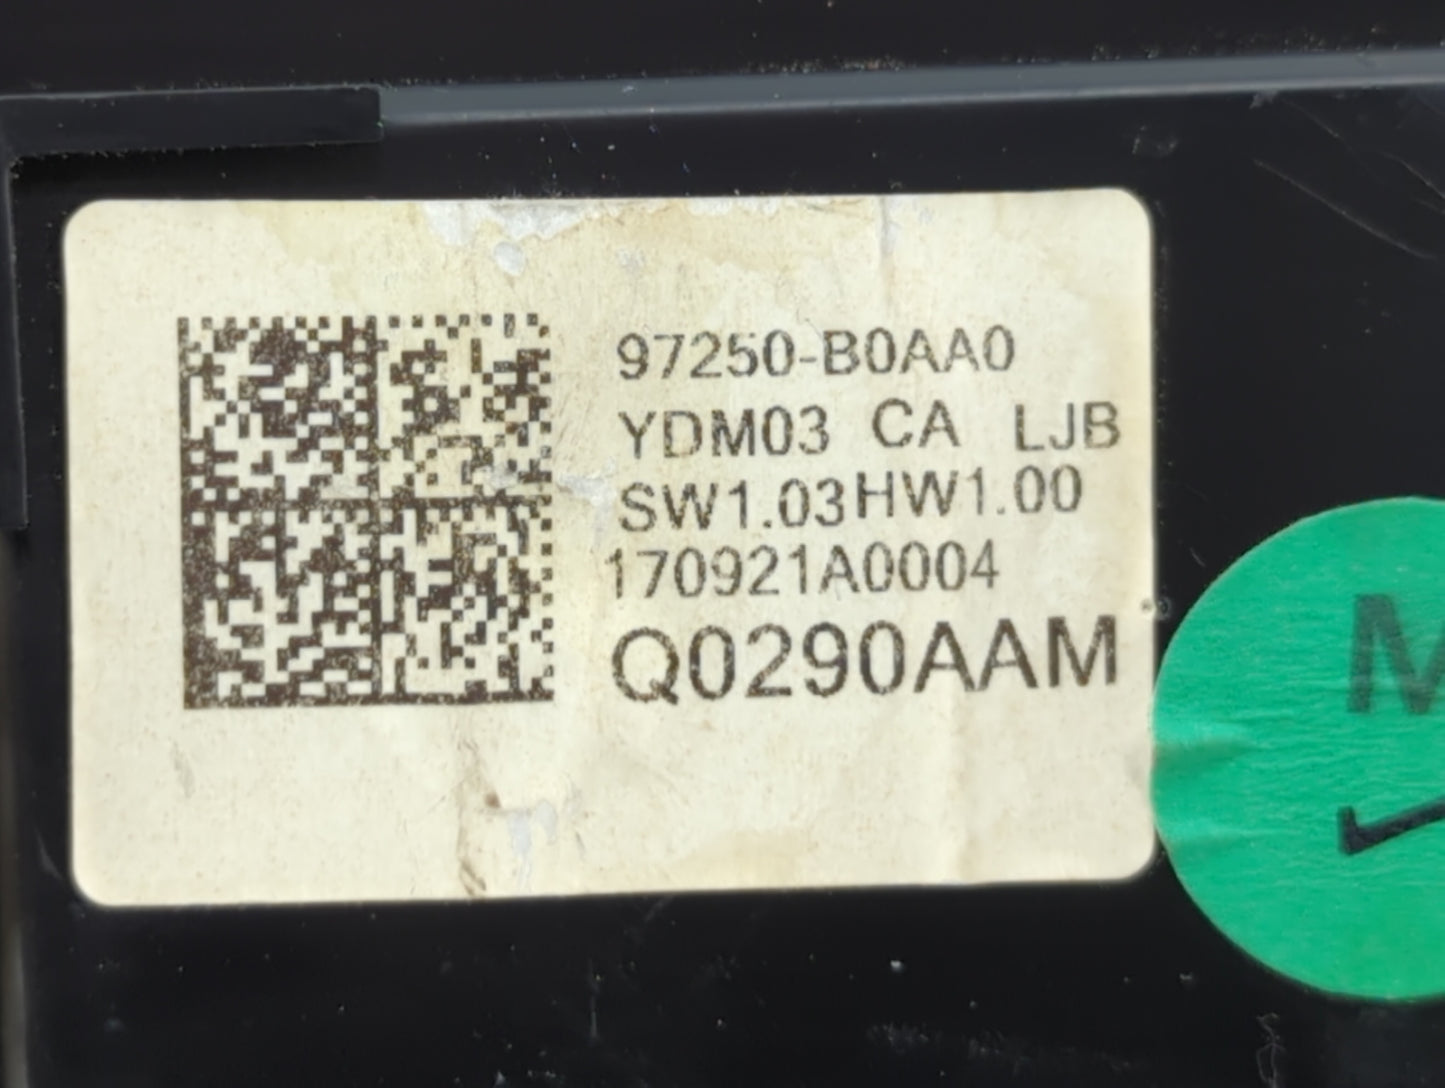 97250-B0AA0
YDM03 CA LJB
SW1.03HW1.00
170921A0004
Q0290AAM
M